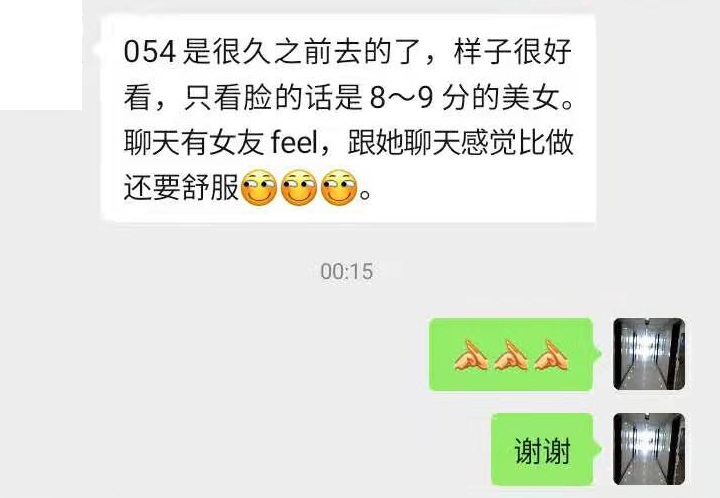 054是很久之前去的了，样子很好
看，只看脸的话是8～9分的美女。
聊天有女友feel，跟她聊天感觉比做
还要舒服。
00:15
谢谢